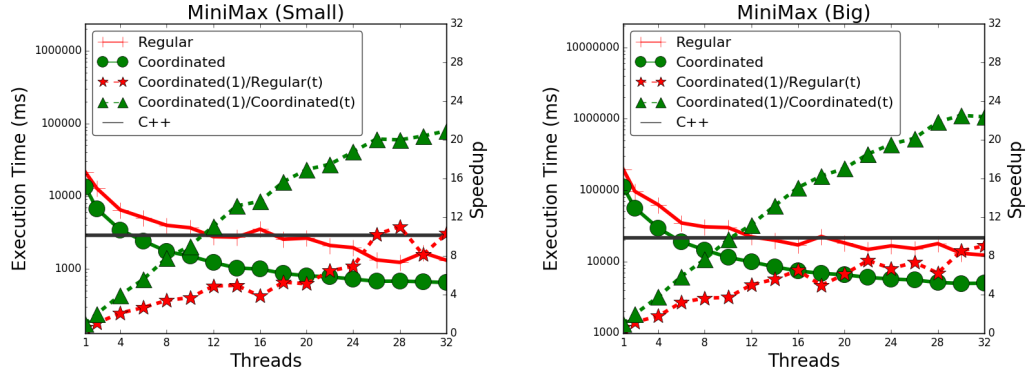 MiniMax (Small)
Execution Time (ms)
1000000
100000
10000
1000
Regular
Coordinated
Coordinated(1)/Regular(t)
Coordinated(1)/Coordinated(t)
C++
32
28
24
20
16
12
8
4
0
Speedup
1 4 8 12 16 20 24 28 32
Threads
MiniMax (Big)
Execution Time (ms)
10000000
1000000
100000
10000
1000
Regular
Coordinated
Coordinated(1)/Regular(t)
Coordinated(1)/Coordinated(t)
C++
32
28
24
20
16
12
8
4
0
Speedup
1 4 8 12 16 20 24 28 32
Threads